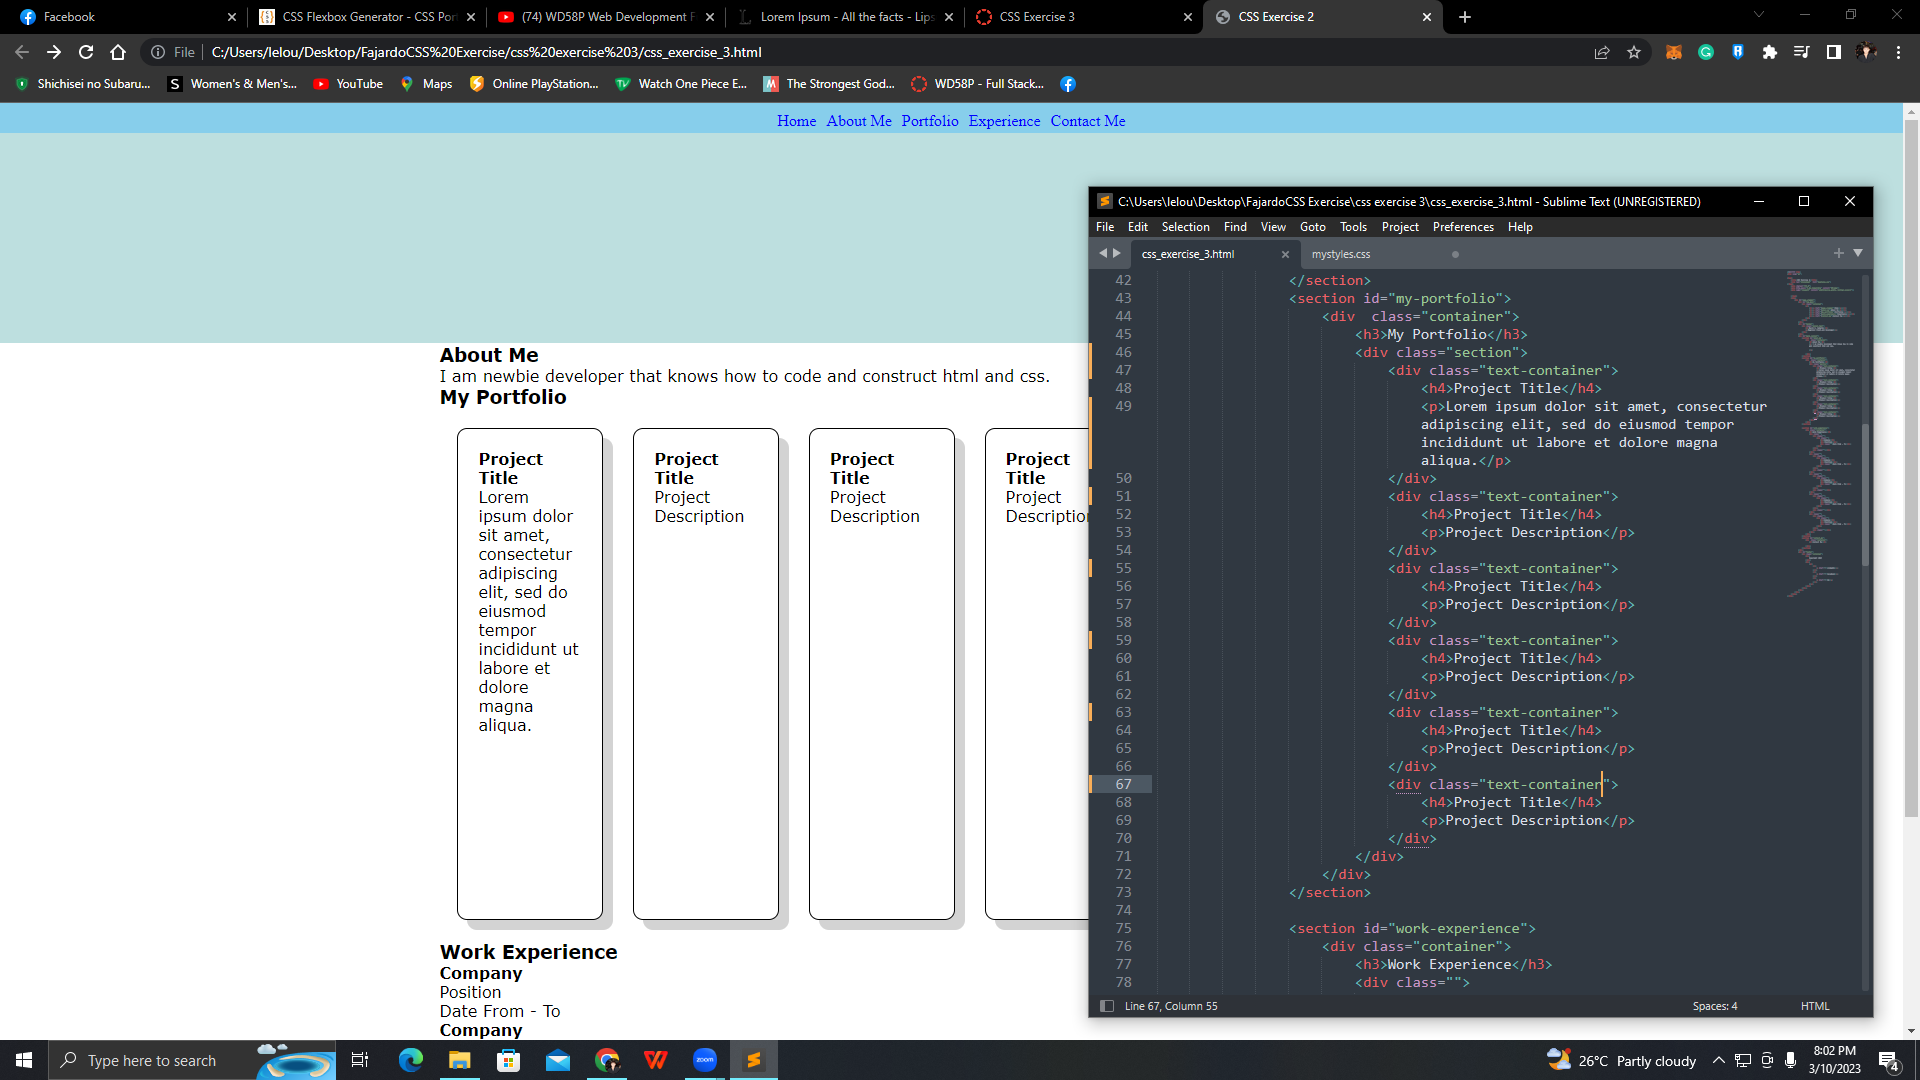 Facebook
CSS Flexbox Generator - CSS Por
(74) WD58P Web Development F
Lorem Ipsum - All the facts - Lips
CSS Exercise 3
CSS Exercise 2
File
C:/Users/lelou/Desktop/FajardoCSS%20Exercise/css%20exercise%203/css_exercise_3.html
Shichisei no Subaru...
Women's & Men's...
YouTube
Maps
Online PlayStation...
Watch One Piece E...
The Strongest God...
WD58P - Full Stack...
Home About Me Portfolio Experience Contact Me
About Me
I am newbie developer that knows how to code and construct html and css.
My Portfolio
Project
Title
Lorem
ipsum dolor
sit amet,
consectetur
adipiscing
elit, sed do
eiusmod
tempor
incididunt ut
labore et
dolore
magna
aliqua.
Project
Title
Project
Description
Project
Title
Project
Description
Project
Title
Project
Description
Work Experience
Company
Position
Date From - To
Company
C:\Users\lelou\Desktop\FajardoCSS Exercise\css exercise 3\css_exercise_3.html - Sublime Text (UNREGISTERED)
File Edit Selection Find View Goto Tools Project Preferences Help
css_exercise_3.html
mystyles.css
42 </section>
43 <section id="my-portfolio">
44 <div  class="container">
45 <h3>My Portfolio</h3>
46 <div class="section">
47 <div class="text-container">
48 <h4>Project Title</h4>
49 <p>Lorem ipsum dolor sit amet, consectetur
adipiscing elit, sed do eiusmod tempor
incididunt ut labore et dolore magna
aliqua.</p>
50 </div>
51 <div class="text-container">
52 <h4>Project Title</h4>
53 <p>Project Description</p>
54 </div>
55 <div class="text-container">
56 <h4>Project Title</h4>
57 <p>Project Description</p>
58 </div>
59 <div class="text-container">
60 <h4>Project Title</h4>
61 <p>Project Description</p>
62 </div>
63 <div class="text-container">
64 <h4>Project Title</h4>
65 <p>Project Description</p>
66 </div>
67 <div class="text-container">
68 <h4>Project Title</h4>
69 <p>Project Description</p>
70 </div>
71 </div>
72 </div>
73 </section>
74
75 <section id="work-experience">
76 <div class="container">
77 <h3>Work Experience</h3>
78 <div class="">
Line 67, Column 55
Spaces: 4
HTML
Type here to search
zoom
26°C Partly cloudy
8:02 PM
3/10/2023
4